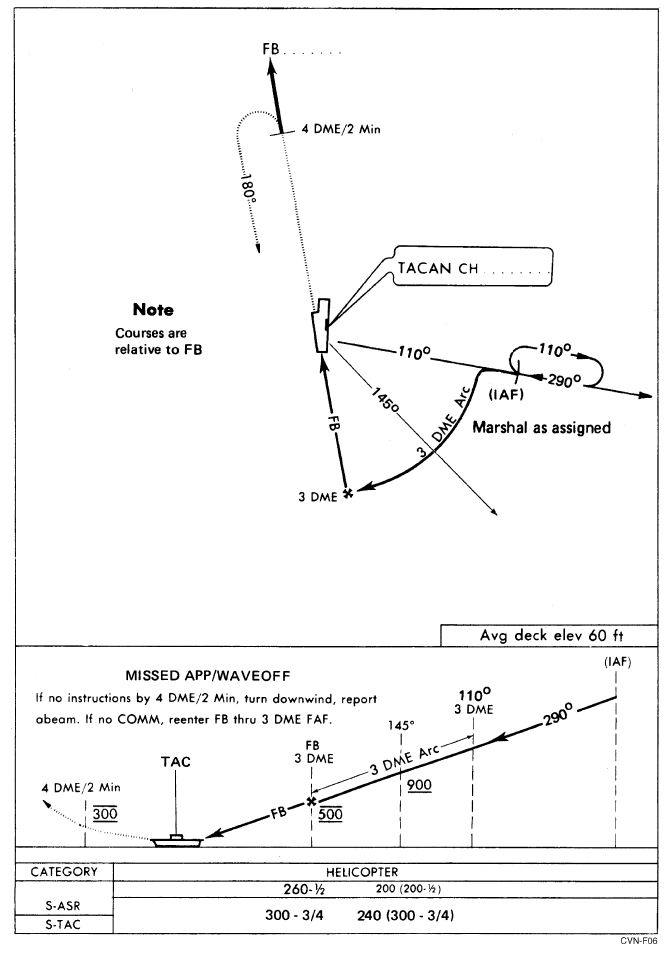 FB . . . . . . .
4 DME/2 Min
180°
TACAN CH . . . . . . . .
Note
Courses are
relative to FB
110°
110°
290°
(IAF)
145°
FB
3 DME Arc
Marshal as assigned
3 DME
Avg deck elev 60 ft
MISSED APP/WAVEOFF
If no instructions by 4 DME/2 Min, turn downwind, report
abeam. If no COMM, reenter FB thru 3 DME FAF.
(IAF)
110°
3 DME
290°
145°
FB
3 DME
3 DME Arc
TAC
900
4 DME/2 Min
300
FB
500
CATEGORY HELICOPTER
260-½ 200 (200-½)
S-ASR
300 - 3/4 240 (300 - 3/4)
S-TAC
CVN-F06